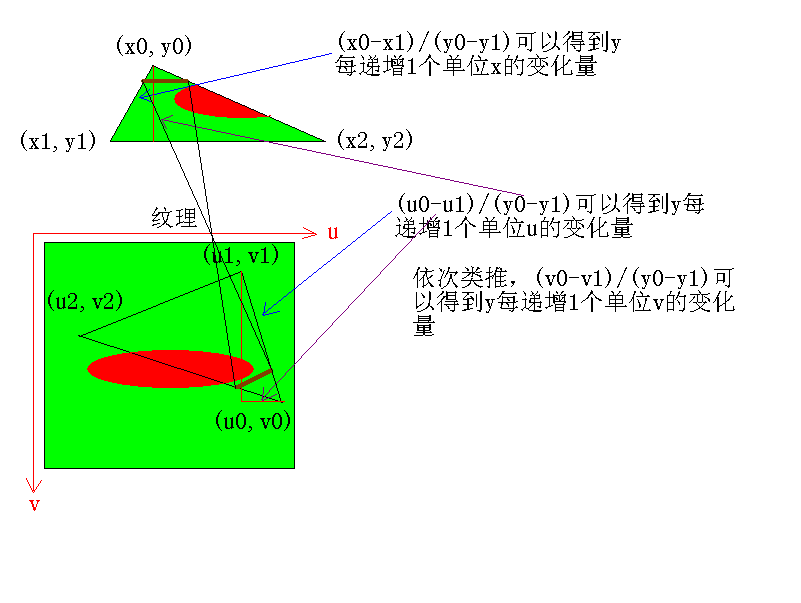 (x0,y0)
(x0-x1)/(y0-y1)可以得到y
每递增1个单位x的变化量
(x1,y1)
(x2,y2)
(u0-u1)/(y0-y1)可以得到y每
递增1个单位u的变化量
纹理
u
(u1,v1)
依次类推，(v0-v1)/(y0-y1)可
以得到y每递增1个单位v的变化
量
(u2,v2)
(u0,v0)
v